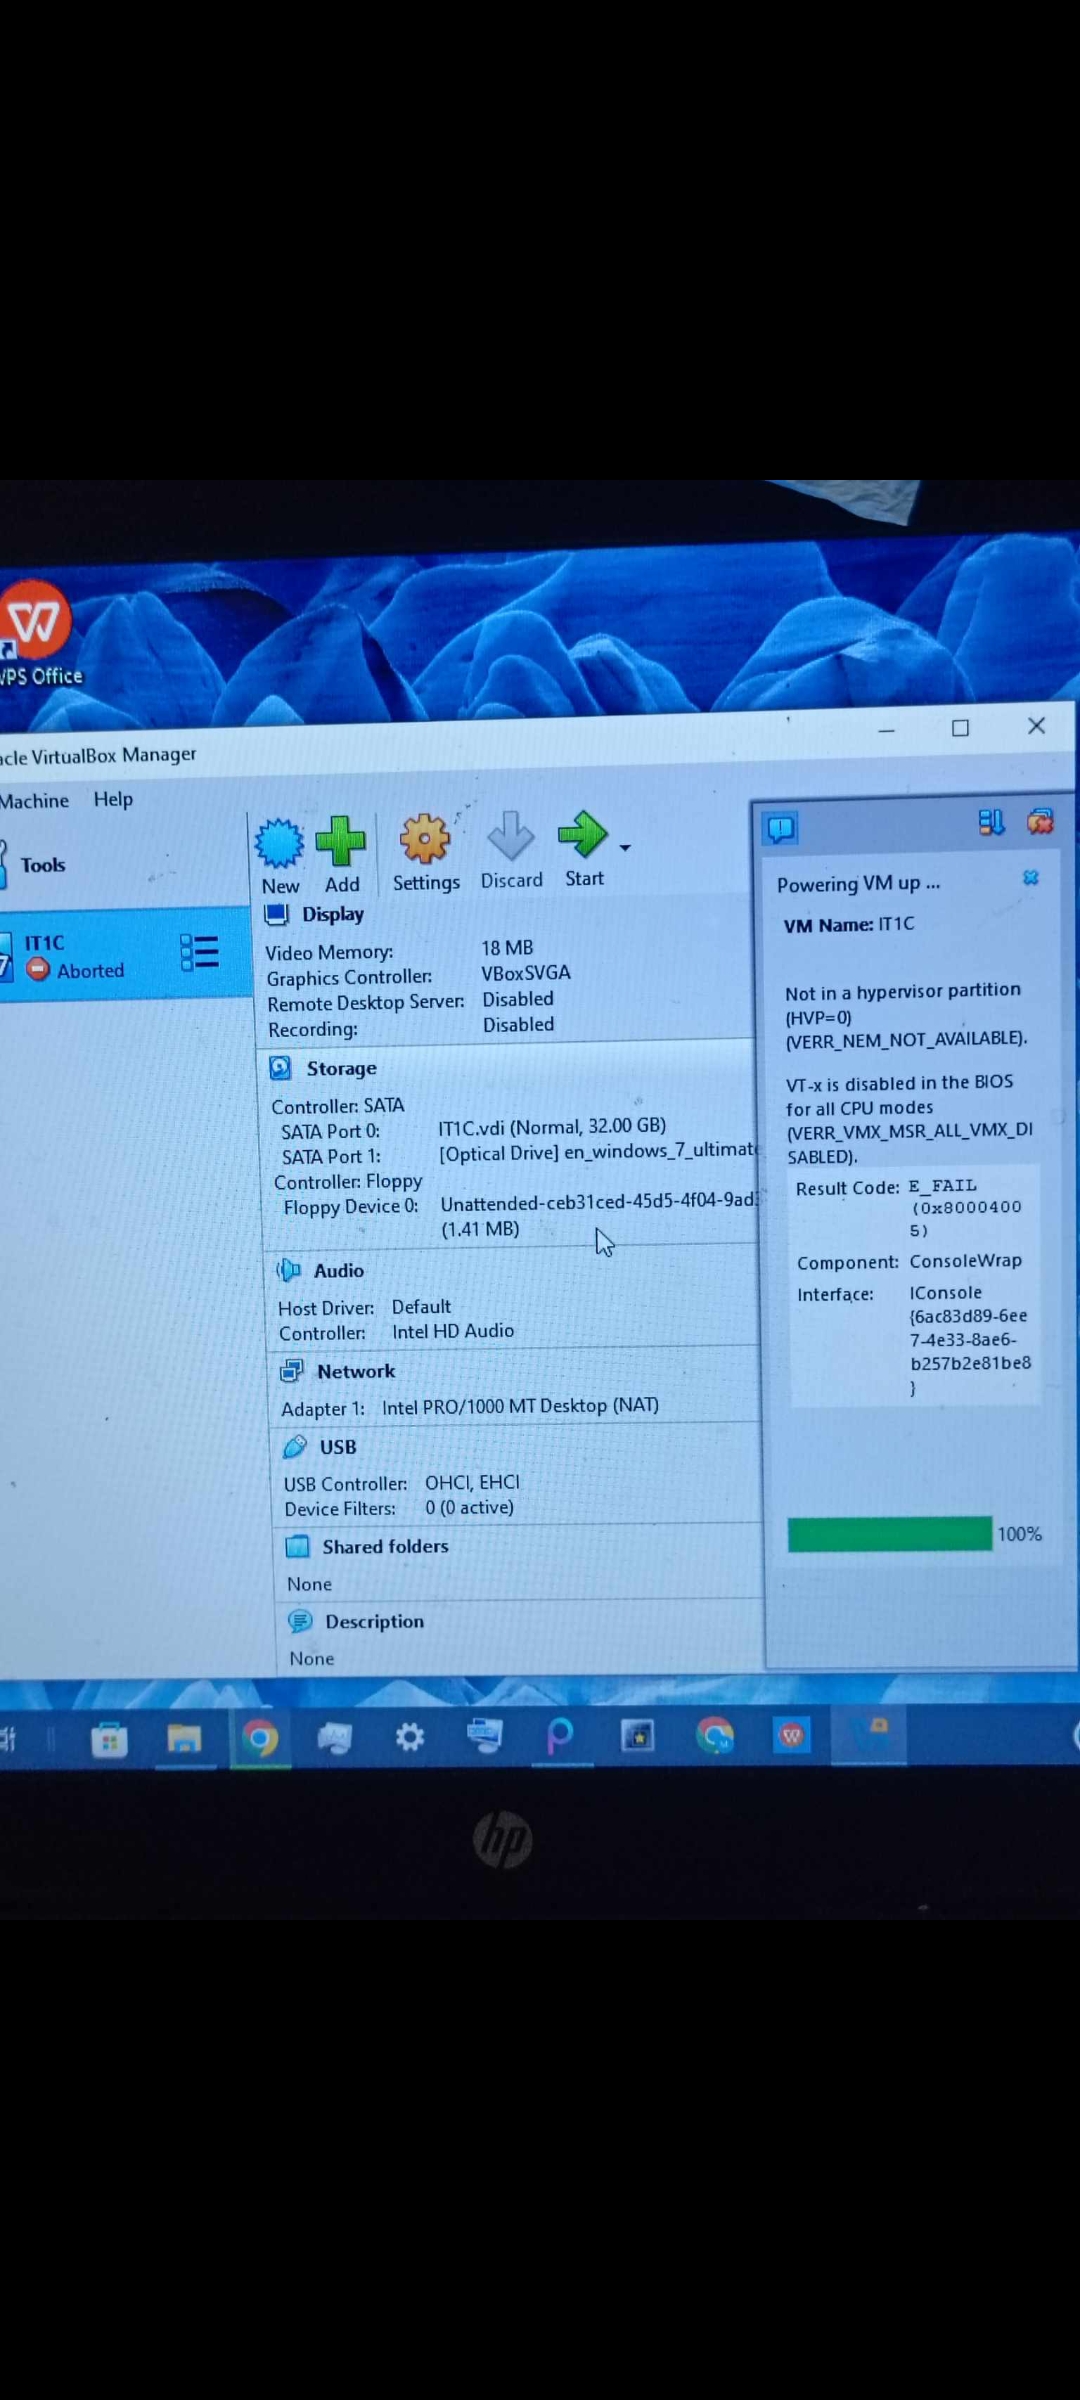 Office
VirtualBox Manager
Machine Help
Tools
New Add Settings Discard Start
IT1C
Aborted
Display
Video Memory: 18 MB
Graphics Controller: VBoxSVGA
Remote Desktop Server: Disabled
Recording: Disabled
Storage
Controller: SATA
SATA Port 0: IT1C.vdi (Normal, 32.00 GB)
SATA Port 1: [Optical Drive] en_windows_7_ultimate
Controller: Floppy
Floppy Device 0: Unattended-ceb31ced-45d5-4f04-9ad
(1.41 MB)
Audio
Host Driver: Default
Controller: Intel HD Audio
Network
Adapter 1: Intel PRO/1000 MT Desktop (NAT)
USB
USB Controller: OHCI, EHCI
Device Filters: 0 (0 active)
Shared folders
None
Description
None
Powering VM up ...
VM Name: IT1C
Not in a hypervisor partition
(HVP=0)
(VERR_NEM_NOT_AVAILABLE).
VT-x is disabled in the BIOS
for all CPU modes
(VERR_VMX_MSR_ALL_VMX_DI
SABLED).
Result Code: E_FAIL
(0x8000400
5)
Component: ConsoleWrap
Interface: IConsole
{6ac83d89-6ee
7-4e33-8ae6-
b257b2e81be8
}
100%
hp